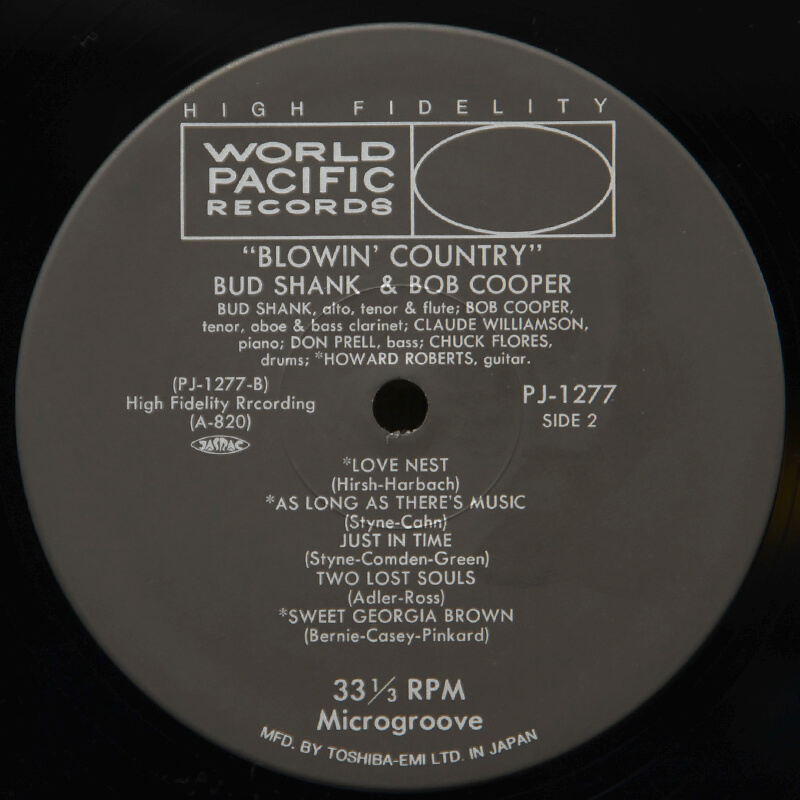 HIGH FIDELITY
WORLD
PACIFIC
RECORDS
“BLOWIN’ COUNTRY”
BUD SHANK & BOB COOPER
BUD SHANK, alto, tenor & flute; BOB COOPER,
tenor, oboe & bass clarinet; CLAUDE WILLIAMSON,
piano; DON PRELL, bass; CHUCK FLORES,
drums; *HOWARD ROBERTS, guitar.
(PJ-1277-B)
High Fidelity Rrcording
(A-820)
JASRAC
PJ-1277
SIDE 2
*LOVE NEST
(Hirsh-Harbach)
*AS LONG AS THERE'S MUSIC
(Styne-Cahn)
JUST IN TIME
(Styne-Comden-Green)
TWO LOST SOULS
(Adler-Ross)
*SWEET GEORGIA BROWN
(Bernie-Casey-Pinkard)
33 1/3 RPM
Microgroove
MFD. BY TOSHIBA-EMI LTD. IN JAPAN